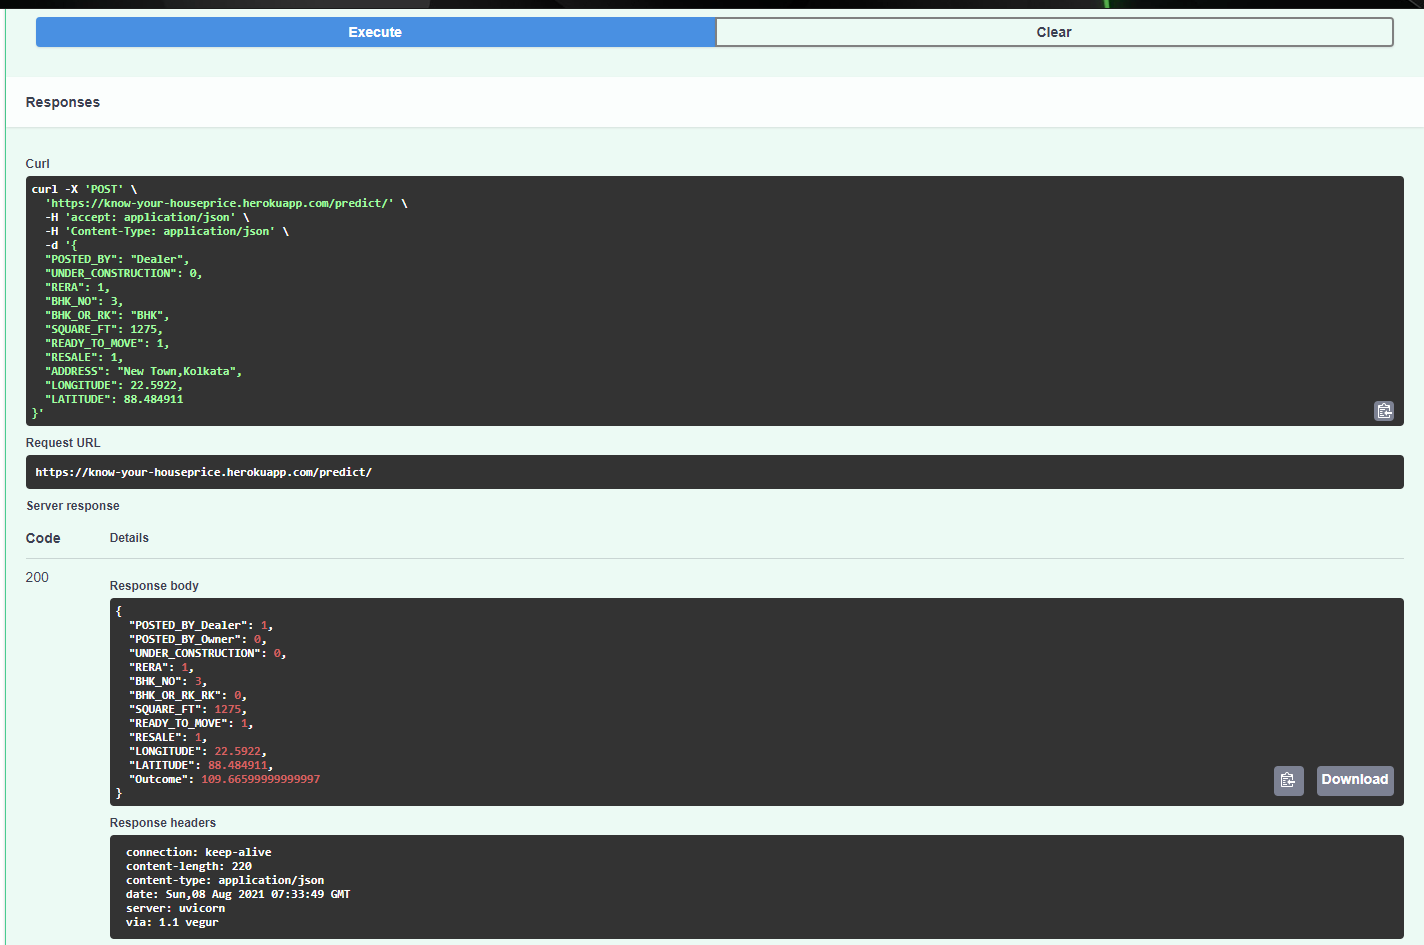 Execute
Clear
Responses
Curl
curl -X 'POST' \
  'https://know-your-houseprice.herokuapp.com/predict/' \
  -H 'accept: application/json' \
  -H 'Content-Type: application/json' \
  -d '{
  "POSTED_BY": "Dealer",
  "UNDER_CONSTRUCTION": 0,
  "RERA": 1,
  "BHK_NO": 3,
  "BHK_OR_RK": "BHK",
  "SQUARE_FT": 1275,
  "READY_TO_MOVE": 1,
  "RESALE": 1,
  "ADDRESS": "New Town,Kolkata",
  "LONGITUDE": 22.5922,
  "LATITUDE": 88.484911
}'
Request URL
https://know-your-houseprice.herokuapp.com/predict/
Server response
Code
Details
200
Response body
{
  "POSTED_BY_Dealer": 1,
  "POSTED_BY_Owner": 0,
  "UNDER_CONSTRUCTION": 0,
  "RERA": 1,
  "BHK_NO": 3,
  "BHK_OR_RK_RK": 0,
  "SQUARE_FT": 1275,
  "READY_TO_MOVE": 1,
  "RESALE": 1,
  "LONGITUDE": 22.5922,
  "LATITUDE": 88.484911,
  "Outcome": 109.66599999999997
}
Download
Response headers
connection: keep-alive
content-length: 220
content-type: application/json
date: Sun,08 Aug 2021 07:33:49 GMT
server: uvicorn
via: 1.1 vegur